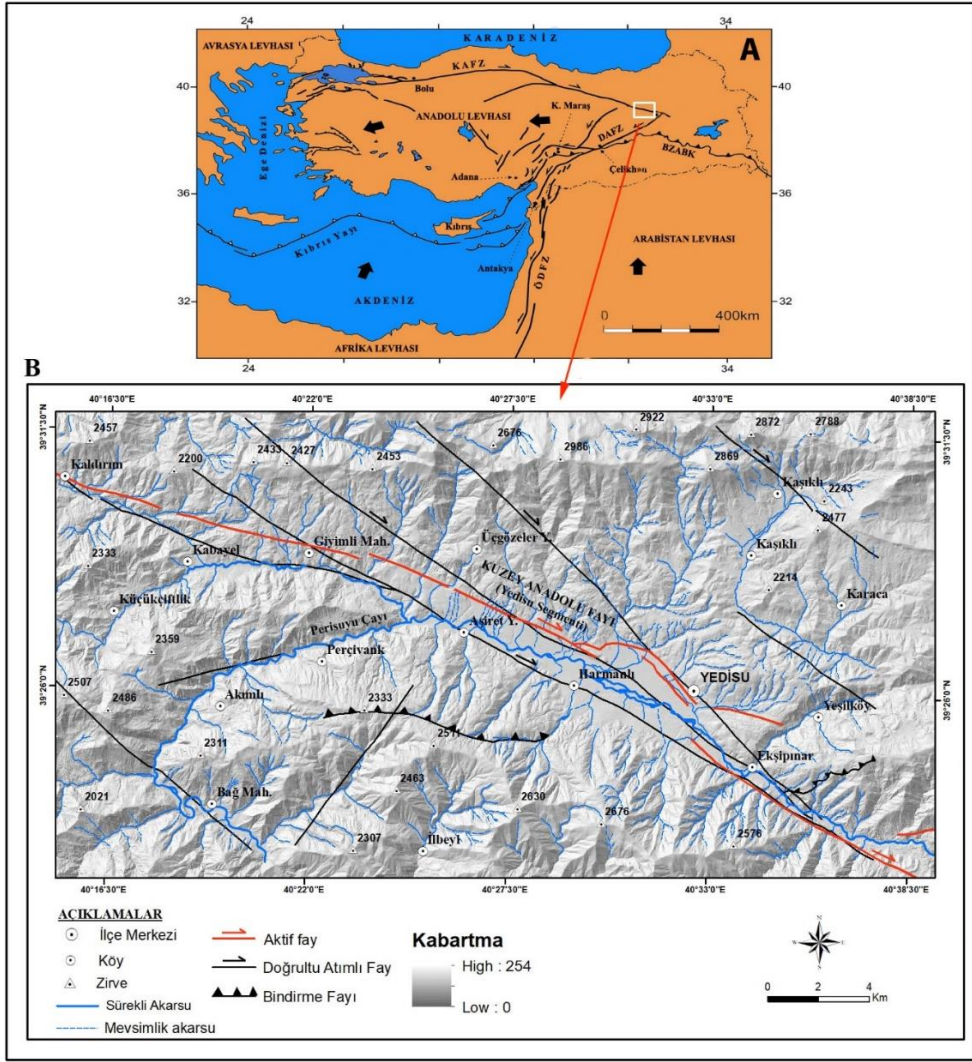 24
34
KARADENİZ
AVRASYA LEVHASI
A
KAFZ
40
40
Bolu
K. Maraş
ANADOLU LEVHASI
DAFZ
Ege Denizi
BZABK
Adana
36
36
Kıbrıs
Kıbrıs Yayı
ARABİSTAN LEVHASI
Antakya
ÖDFZ
AKDENİZ
0 400km
32
32
AFRİKA LEVHASI
24
34
B
40°16'30"E 40°22'0"E 40°27'30"E 40°33'0"E 40°38'30"E
39°31'30"N
39°31'30"N
2457
2433
2427
2676
2922
2872
2788
2200
2453
2986
2869
Kaldırım
Kaşıklı
2243
2477
Üçgözeler Y.
Giyimli Mah.
Kabayel
Kaşıklı
2333
2214
KUZEY ANADOLU FAYI
(Yedisu Segmenti)
Küçükçiftlik
Karaca
Perisuyu Çayı
Aşiret Y.
2359
Perçivank
Harmanlı
YEDİSU
39°26'0"N
39°26'0"N
2507
2486
Akımlı
2333
Yeşilköy
2311
2571
Ekşipınar
2463
2021
Bağ Mah.
2630
2676
2307
İlbeyi
2576
40°16'30"E 40°22'0"E 40°27'30"E 40°33'0"E 40°38'30"E
AÇIKLAMALAR
İlçe Merkezi
Köy
Zirve
Sürekli Akarsu
Mevsimlik akarsu
Aktif fay
Doğrultu Atımlı Fay
Bindirme Fayı
Kabartma
High : 254
Low : 0
N
W E
S
0 2 4
Km